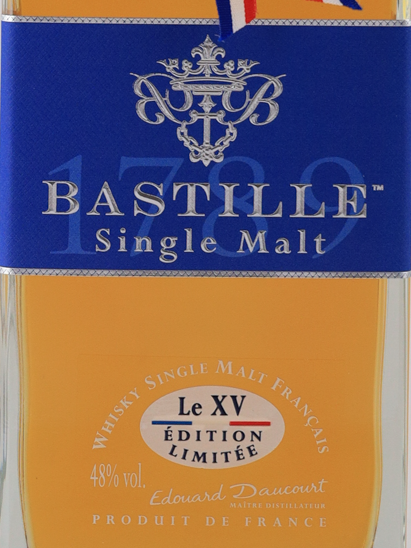 1789
BASTILLE™
Single Malt
WHISKY SINGLE MALT FRANÇAIS
Le XV
ÉDITION
LIMITÉE
48% vol.
Edouard Daucourt
MAÎTRE DISTILLATEUR
PRODUIT DE FRANCE